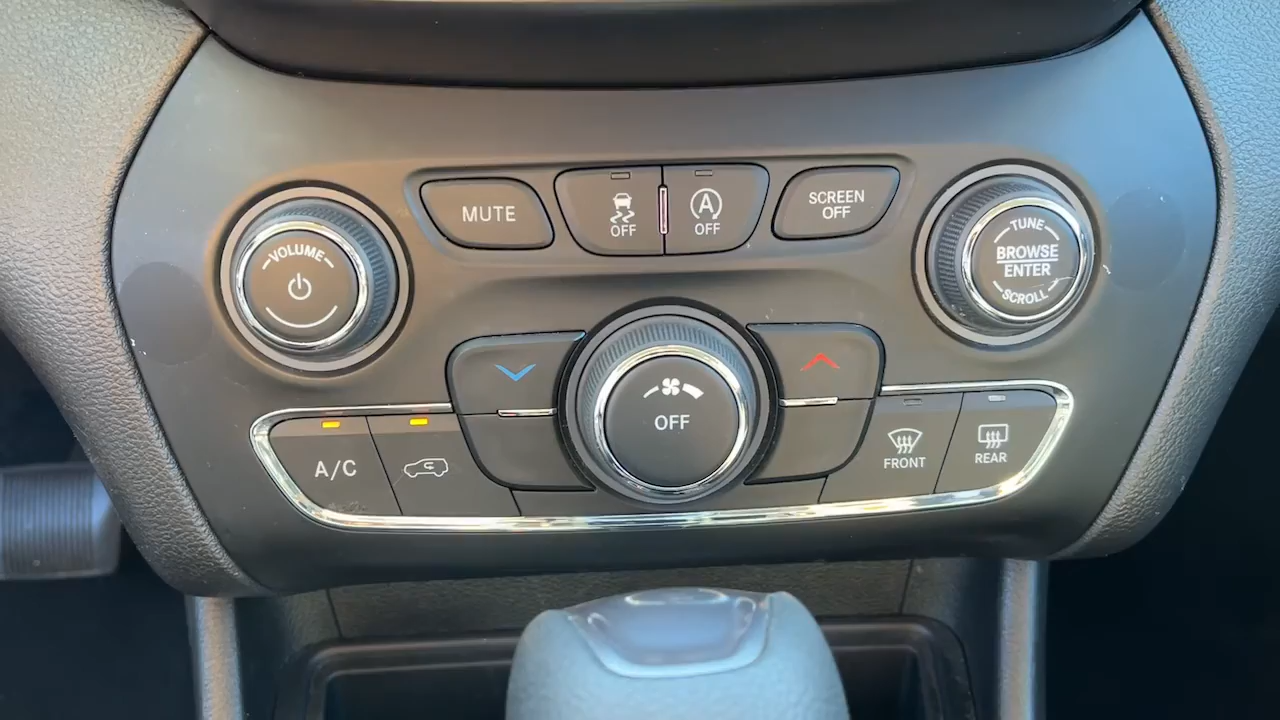 MUTE
OFF
A
OFF
SCREEN
OFF
VOLUME
TUNE
BROWSE
ENTER
SCROLL
OFF
A/C
FRONT
REAR